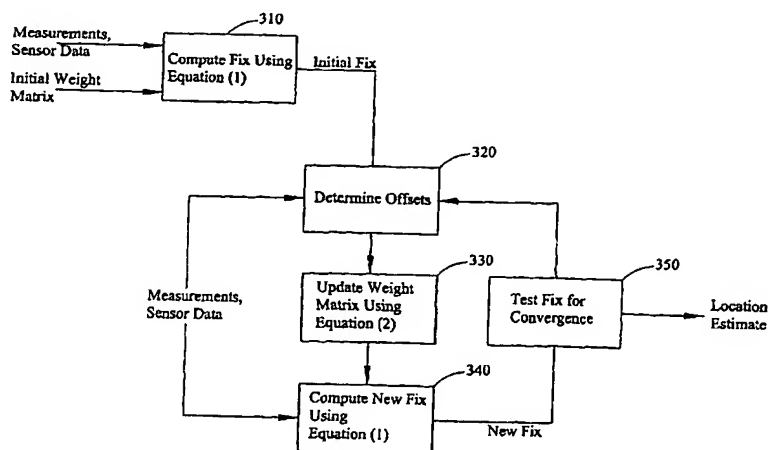 310
Measurements,
Sensor Data
Compute Fix Using
Equation (1)
Initial Fix
Initial Weight
Matrix
320
Determine Offsets
330
350
Update Weight
Matrix Using
Equation (2)
Measurements,
Sensor Data
Test Fix for
Convergence
Location
Estimate
340
Compute New Fix
Using
Equation (1)
New Fix